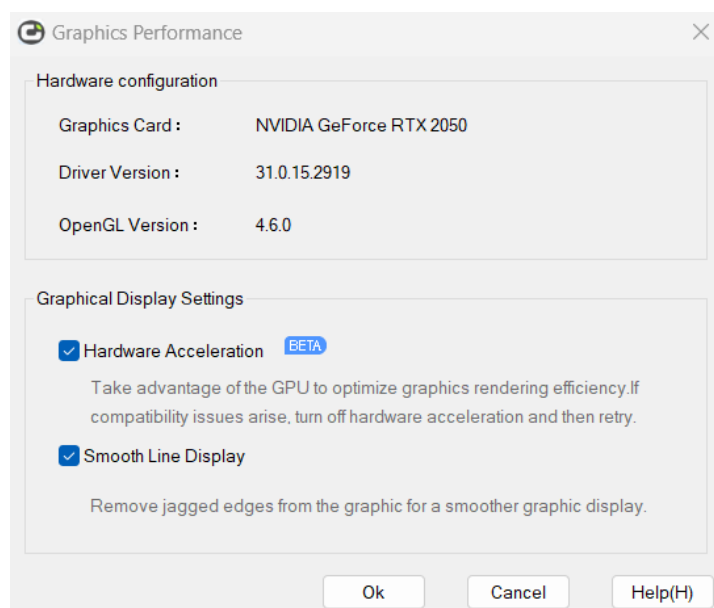 Graphics Performance
Hardware configuration
Graphics Card : NVIDIA GeForce RTX 2050
Driver Version : 31.0.15.2919
OpenGL Version : 4.6.0
Graphical Display Settings
Hardware Acceleration BETA
Take advantage of the GPU to optimize graphics rendering efficiency.If
compatibility issues arise, turn off hardware acceleration and then retry.
Smooth Line Display
Remove jagged edges from the graphic for a smoother graphic display.
Ok Cancel Help(H)